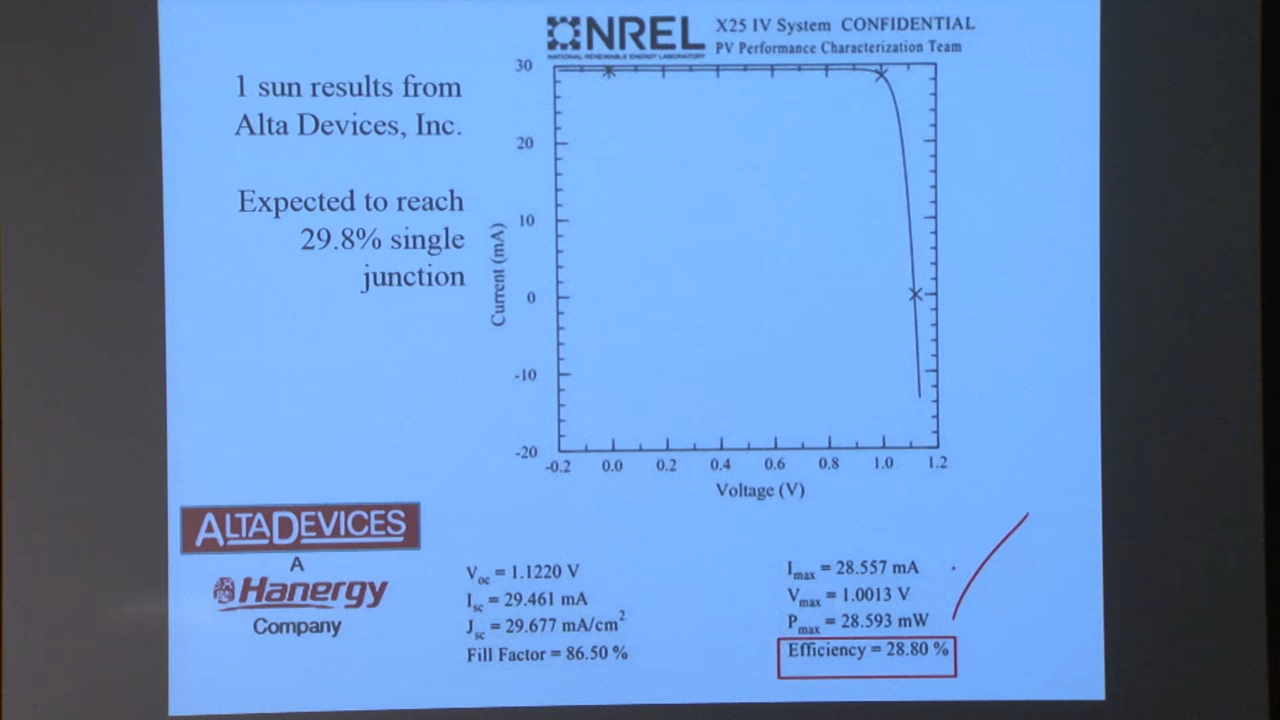 NREL
NATIONAL RENEWABLE ENERGY LABORATORY
X25 IV System CONFIDENTIAL
PV Performance Characterization Team
1 sun results from
Alta Devices, Inc.
Expected to reach
29.8% single
junction
Current (mA)
30
20
10
0
-10
-20
-0.2 0.0 0.2 0.4 0.6 0.8 1.0 1.2
Voltage (V)
ALTADEVICES
A
Hanergy
Company
Voc = 1.1220 V
Isc = 29.461 mA
Jsc = 29.677 mA/cm²
Fill Factor = 86.50 %
Imax = 28.557 mA
Vmax = 1.0013 V
Pmax = 28.593 mW
Efficiency = 28.80 %